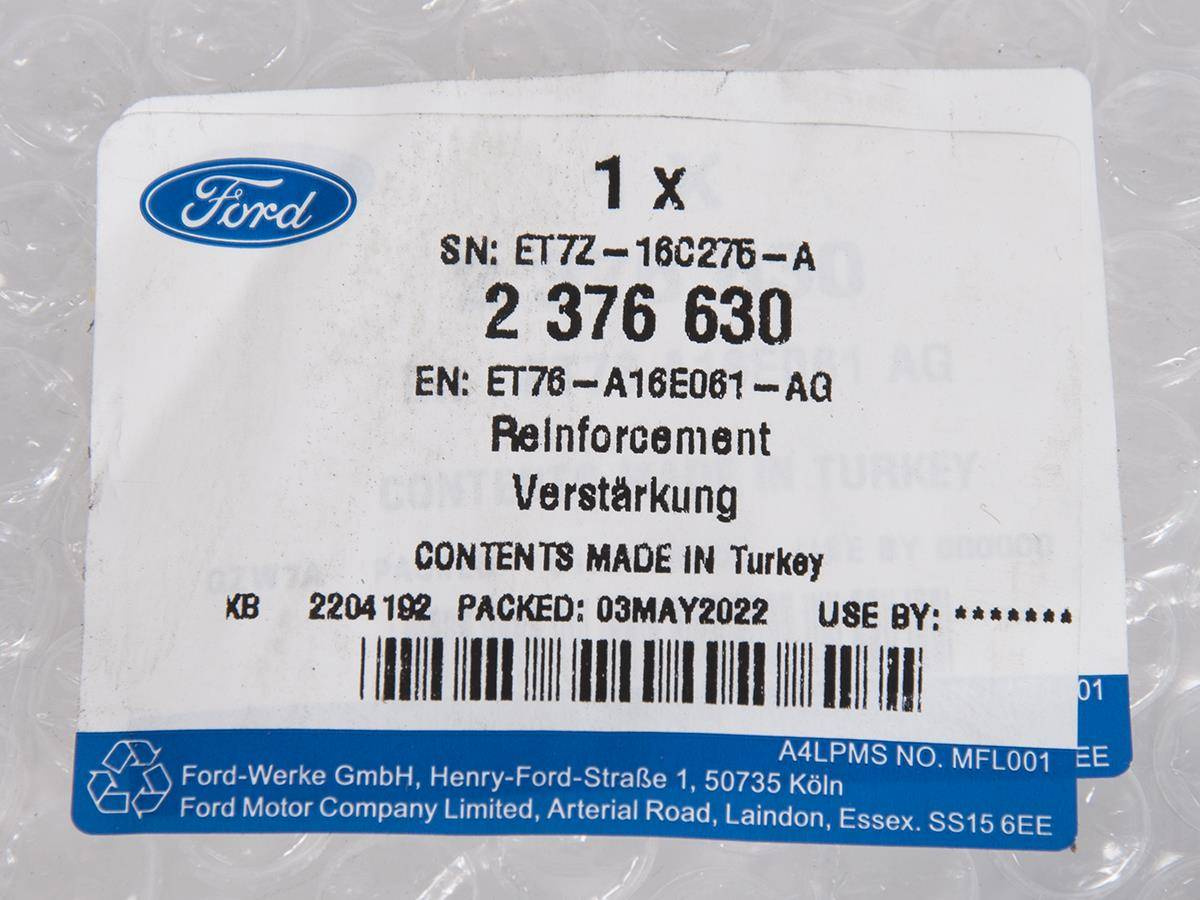 Ford
1 x
SN: ET7Z-16C275-A
2 376 630
EN: ET76-A16E061-AG
Reinforcement
Verstärkung
CONTENTS MADE IN Turkey
KB 2204192 PACKED: 03MAY2022 USE BY: *******
A4LPMS NO. MFL001
Ford-Werke GmbH, Henry-Ford-Straße 1, 50735 Köln
Ford Motor Company Limited, Arterial Road, Laindon, Essex. SS15 6EE
01
EE